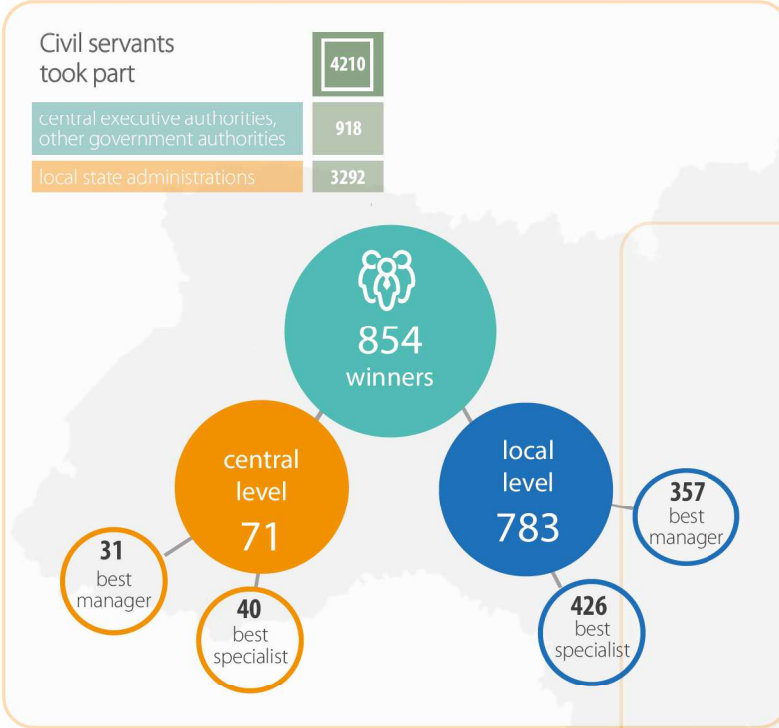 Civil servants
took part
4210
central executive authorities,
other government authorities
918
local state administrations
3292
854
winners
central
level
71
local
level
783
31
best
manager
40
best
specialist
357
best
manager
426
best
specialist